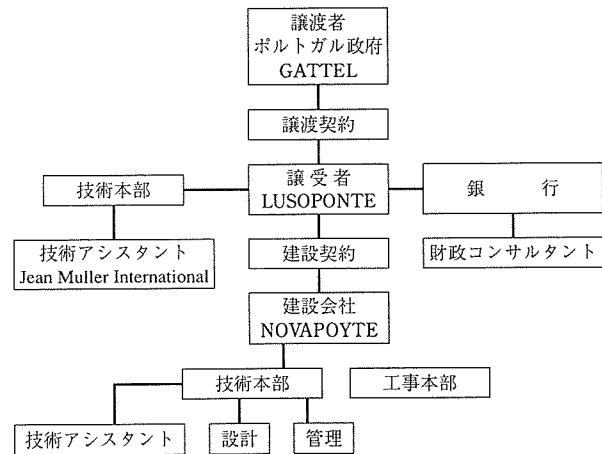 譲渡者
ポルトガル政府
GATTEL
譲渡契約
技術本部
譲 受 者
LUSOPONTE
銀 行
技術アシスタント
Jean Muller International
建設契約
財政コンサルタント
建設会社
NOVAPOYTE
技術本部
工事本部
技術アシスタント
設計
管理